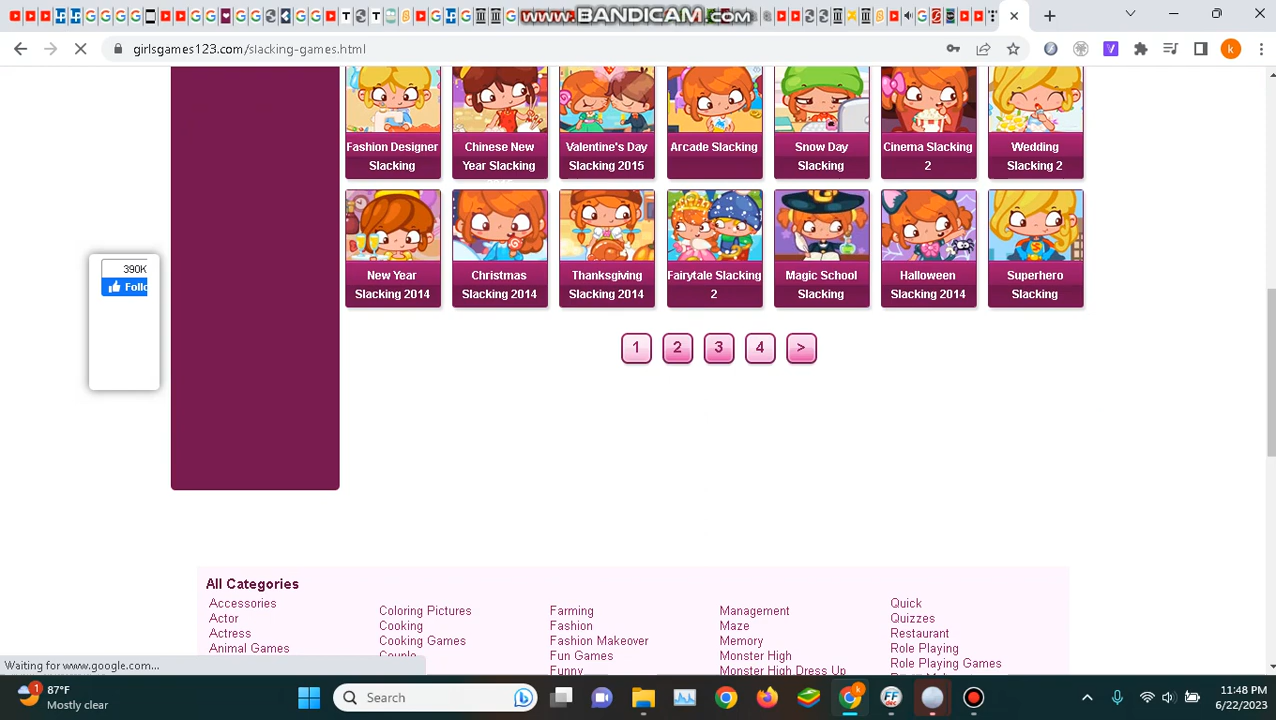 www.BANDICAM.com
girlsgames123.com/slacking-games.html
k
Fashion Designer Slacking
Chinese New Year Slacking
Valentine's Day Slacking 2015
Arcade Slacking
Snow Day Slacking
Cinema Slacking 2
Wedding Slacking 2
New Year Slacking 2014
Christmas Slacking 2014
Thanksgiving Slacking 2014
Fairytale Slacking 2
Magic School Slacking
Halloween Slacking 2014
Superhero Slacking
390K
Follo
1 2 3 4 >
All Categories
Accessories
Actor
Actress
Animal Games
Coloring Pictures
Cooking
Cooking Games
Couple
Farming
Fashion
Fashion Makeover
Fun Games
Funny
Management
Maze
Memory
Monster High
Monster High Dress Up
Quick
Quizzes
Restaurant
Role Playing
Role Playing Games
Waiting for www.google.com...
1
87°F
Mostly clear
Search
11:48 PM
6/22/2023